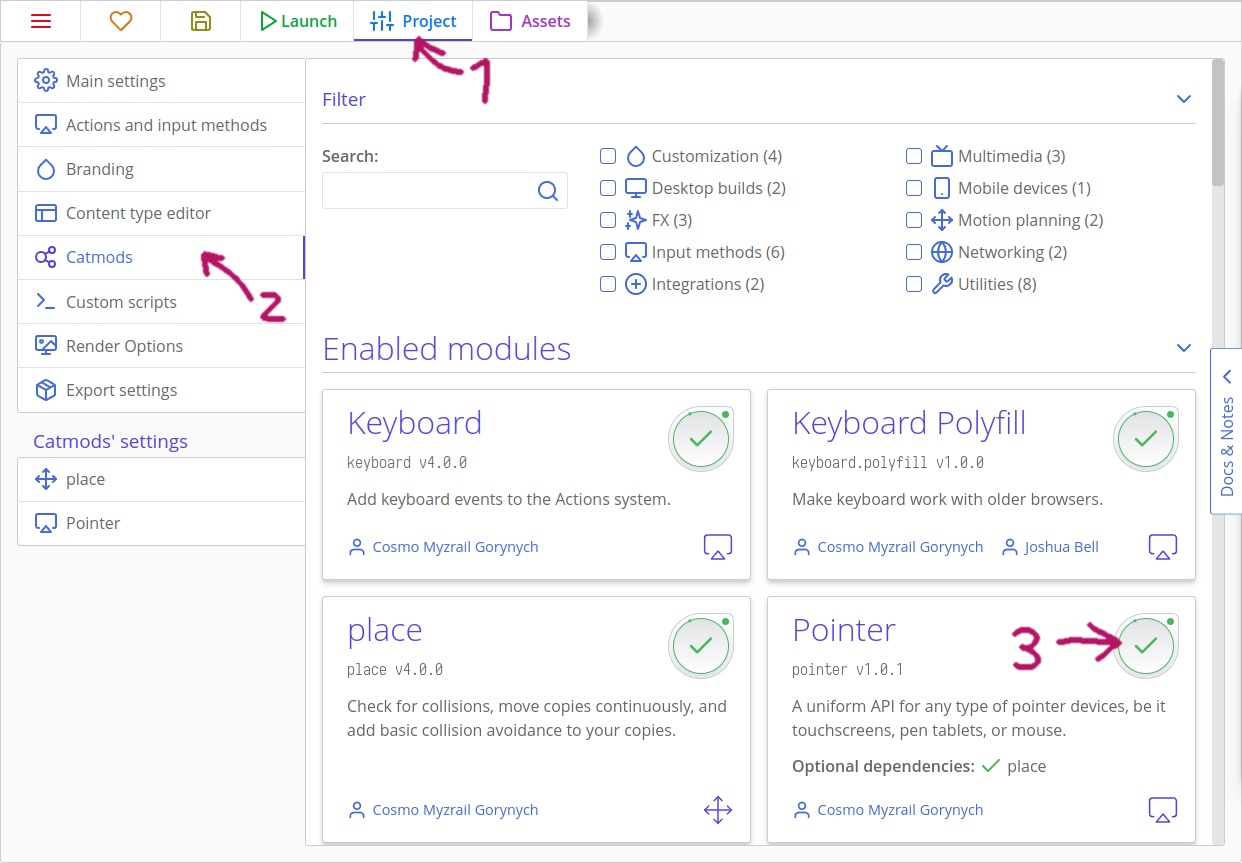 Launch Project Assets
1
Main settings
Actions and input methods
Branding
Content type editor
Catmods
2
Custom scripts
Render Options
Export settings
Catmods' settings
place
Pointer
Filter
Search:
Customization (4)
Desktop builds (2)
FX (3)
Input methods (6)
Integrations (2)
Multimedia (3)
Mobile devices (1)
Motion planning (2)
Networking (2)
Utilities (8)
Enabled modules
Keyboard
keyboard v4.0.0
Add keyboard events to the Actions system.
Cosmo Myzrail Gorynych
Keyboard Polyfill
keyboard.polyfill v1.0.0
Make keyboard work with older browsers.
Cosmo Myzrail Gorynych Joshua Bell
place
place v4.0.0
Check for collisions, move copies continuously, and
add basic collision avoidance to your copies.
Cosmo Myzrail Gorynych
Pointer
3
pointer v1.0.1
A uniform API for any type of pointer devices, be it
touchscreens, pen tablets, or mouse.
Optional dependencies: place
Cosmo Myzrail Gorynych
Docs & Notes